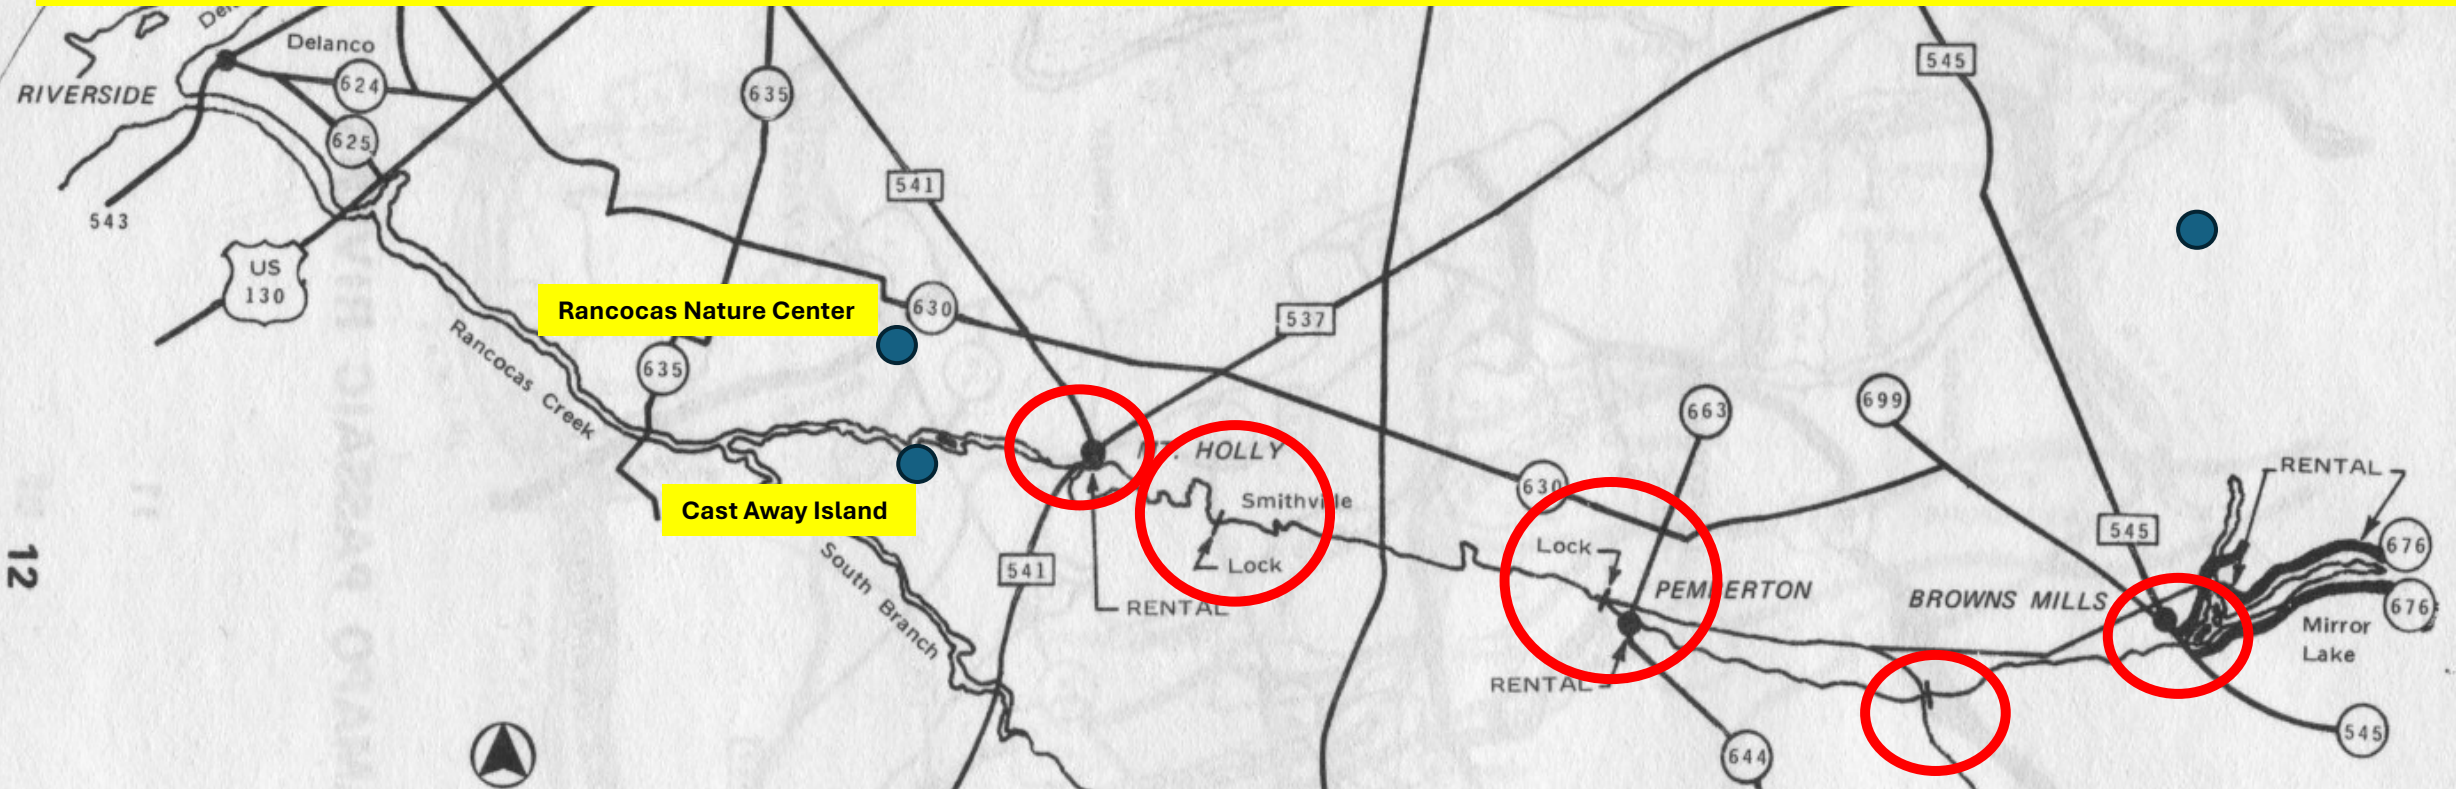 Delanco
RIVERSIDE
624
625
543
US
130
635
541
545
Rancocas Nature Center
630
635
537
Rancocas Creek
Cast Away Island
South Branch
MT. HOLLY
Smithville
Lock
541
RENTAL
630
663
699
Lock
PEMBERTON
RENTAL
644
BROWNS MILLS
545
RENTAL
676
676
Mirror
Lake
545
12